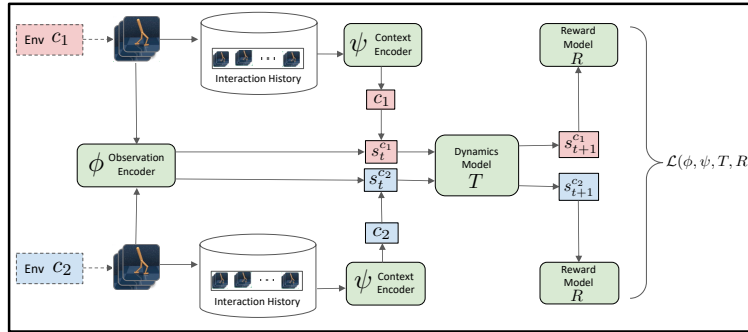 Env c₁
Interaction History
ψ Context
Encoder
Reward
Model
R
c₁
s_t^{c₁}
s_{t+1}^{c₁}
ϕ Observation
Encoder
Dynamics
Model
T
ℒ(ϕ, ψ, T, R
s_t^{c₂}
s_{t+1}^{c₂}
c₂
Env c₂
Interaction History
ψ Context
Encoder
Reward
Model
R